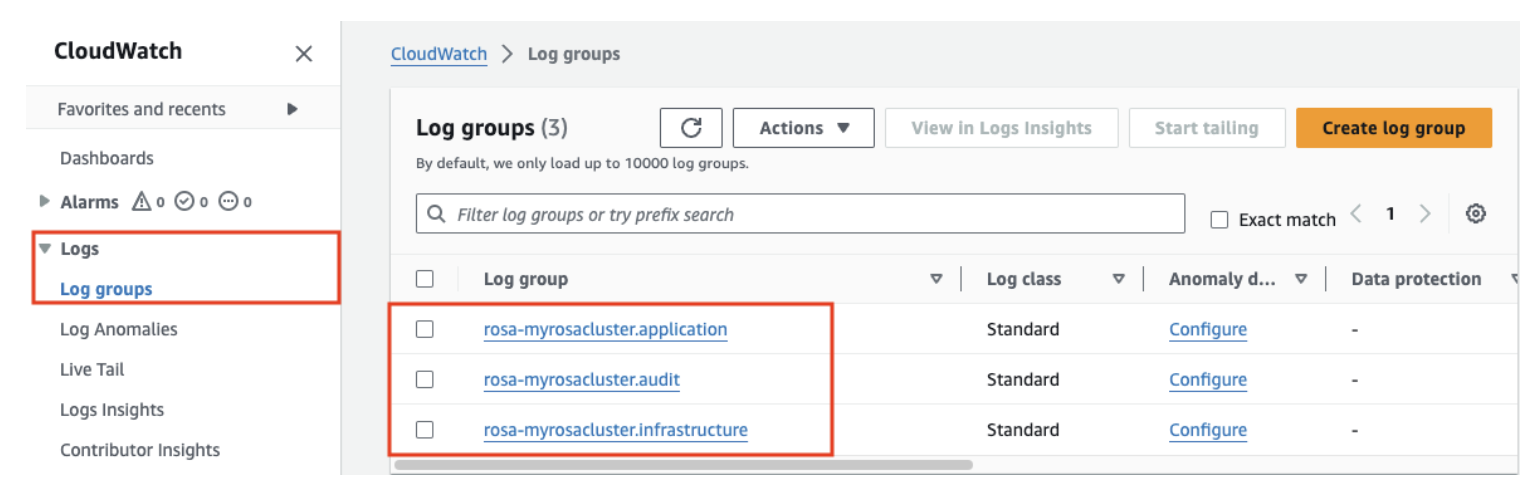 CloudWatch
Favorites and recents
Dashboards
Alarms 0 0 0
Logs
Log groups
Log Anomalies
Live Tail
Logs Insights
Contributor Insights
CloudWatch > Log groups
Log groups (3)
Actions
View in Logs Insights
Start tailing
Create log group
By default, we only load up to 10000 log groups.
Filter log groups or try prefix search
Exact match
1
Log group Log class Anomaly d... Data protection
rosa-myrosacluster.application Standard Configure -
rosa-myrosacluster.audit Standard Configure -
rosa-myrosacluster.infrastructure Standard Configure -